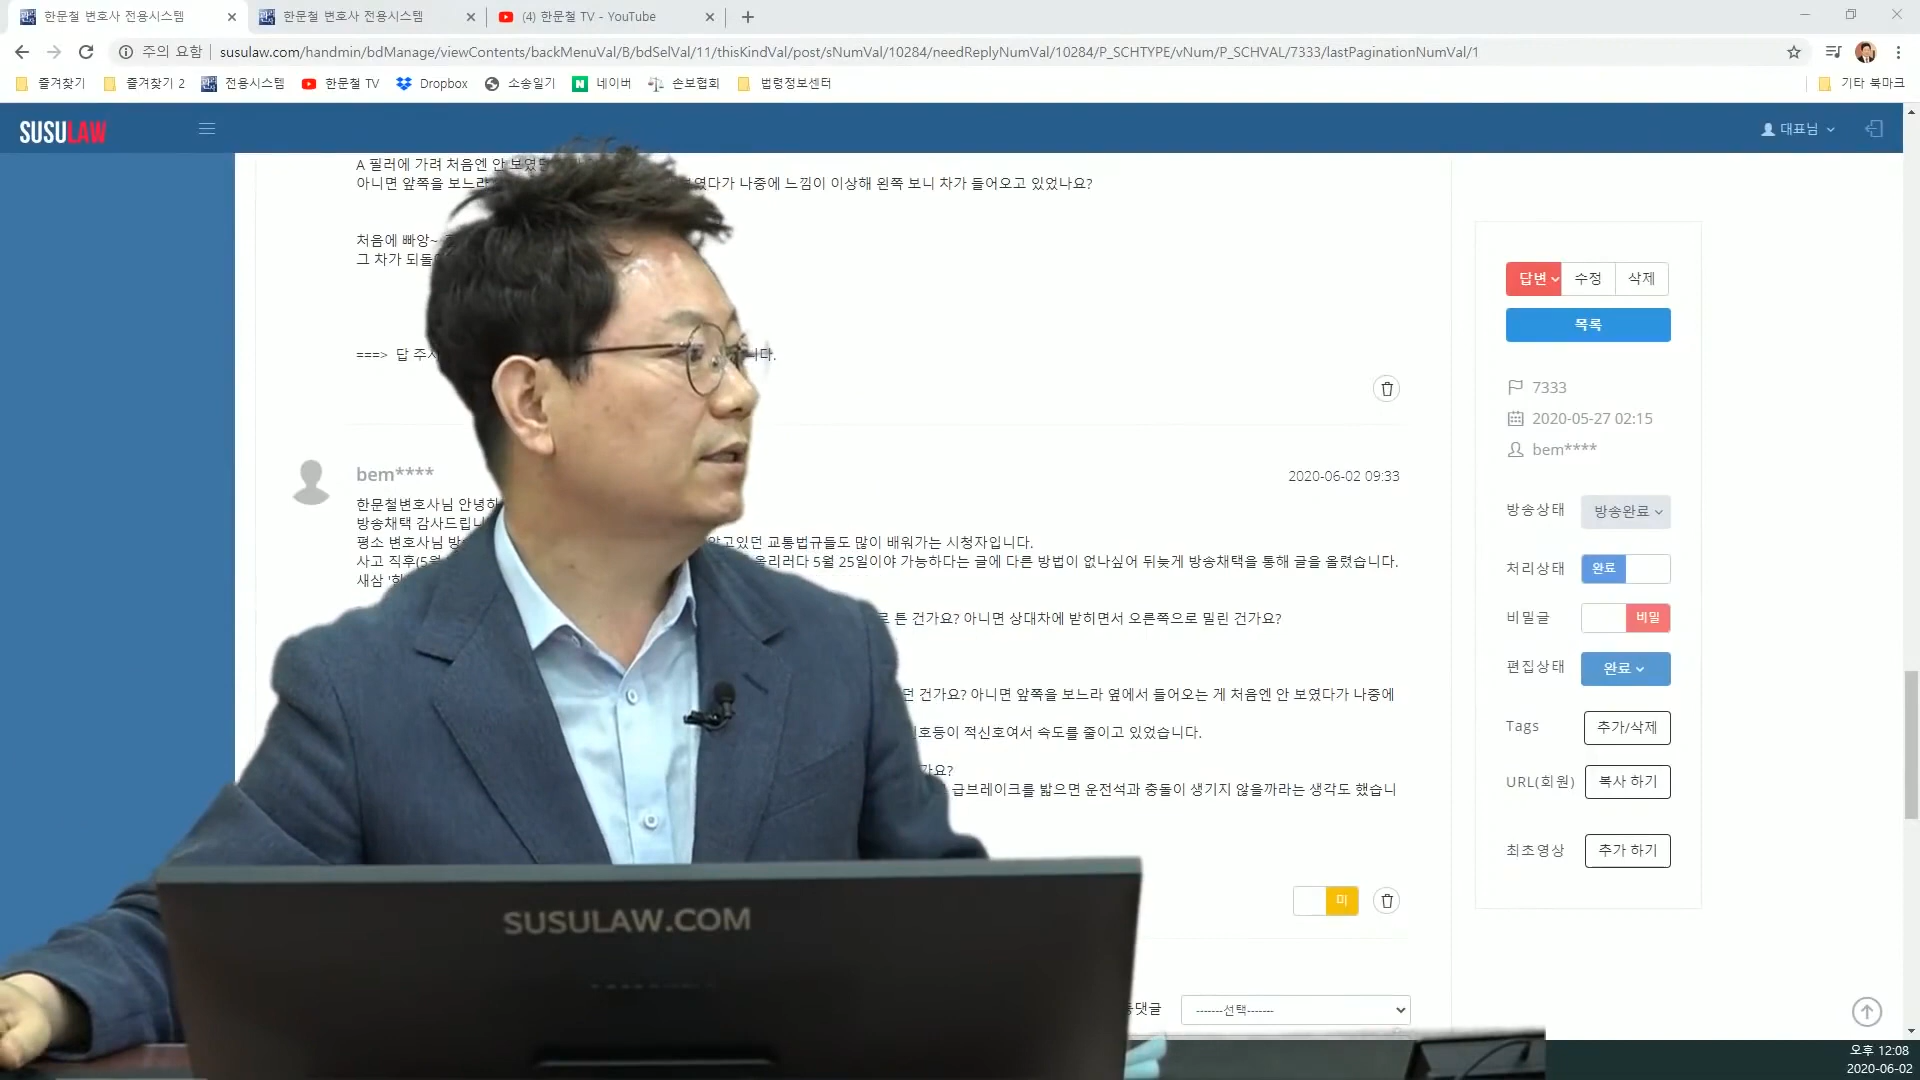 한문철 변호사 전용시스템
한문철 변호사 전용시스템
(4) 한문철 TV - YouTube
주의 요함
susulaw.com/handmin/bdManage/viewContents/backMenuVal/B/bdSelVal/11/thisKindVal/post/sNumVal/10284/needReplyNumVal/10284/P_SCHTYPE/vNum/P_SCHVAL/7333/lastPaginationNumVal/1
즐겨찾기
즐겨찾기 2
전용시스템
한문철 TV
Dropbox
소송일기
네이버
손보협회
법령정보센터
기타 북마크
SUSULAW
대표님
A 필러에 가려 처음엔 안 보였
아니면 앞쪽을 보느라 였다가 나중에 느낌이 이상해 왼쪽 보니 차가 들어오고 있었나요?
처음에 빠앙~
그 차가 되돌
===> 답 주시 니다.
bem****
2020-06-02 09:33
한문철변호사님 안녕하
방송채택 감사드립니
평소 변호사님 방 알고있던 교통법규들도 많이 배워가는 시청자입니다.
사고 직후(5월 올리려다 5월 25일이야 가능하다는 글에 다른 방법이 없나싶어 뒤늦게 방송채택을 통해 글을 올렸습니다.
새삼 '한
로 튼 건가요? 아니면 상대차에 받히면서 오른쪽으로 밀린 건가요?
던 건가요? 아니면 앞쪽을 보느라 옆에서 들어오는 게 처음엔 안 보였다가 나중에
호등이 적신호여서 속도를 줄이고 있었습니다.
가요?
급브레이크를 밟으면 운전석과 충돌이 생기지 않을까라는 생각도 했습니
미
댓글
-------선택-------
답변
수정
삭제
목록
7333
2020-05-27 02:15
bem****
방송상태
방송완료
처리상태
완료
비밀글
비밀
편집상태
완료
Tags
추가/삭제
URL(회원)
복사 하기
최초영상
추가 하기
SUSULAW.COM
오후 12:08
2020-06-02